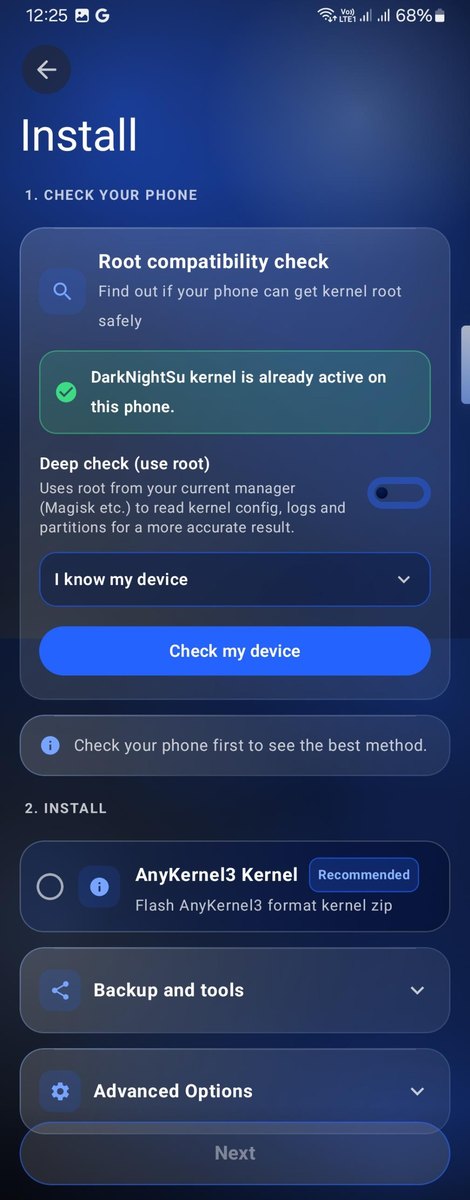 12:25
Vo)) LTE1 68%
Install
1. CHECK YOUR PHONE
Root compatibility check
Find out if your phone can get kernel root
safely
DarkNightSu kernel is already active on
this phone.
Deep check (use root)
Uses root from your current manager
(Magisk etc.) to read kernel config, logs and
partitions for a more accurate result.
I know my device
Check my device
Check your phone first to see the best method.
2. INSTALL
AnyKernel3 Kernel Recommended
Flash AnyKernel3 format kernel zip
Backup and tools
Advanced Options
Next